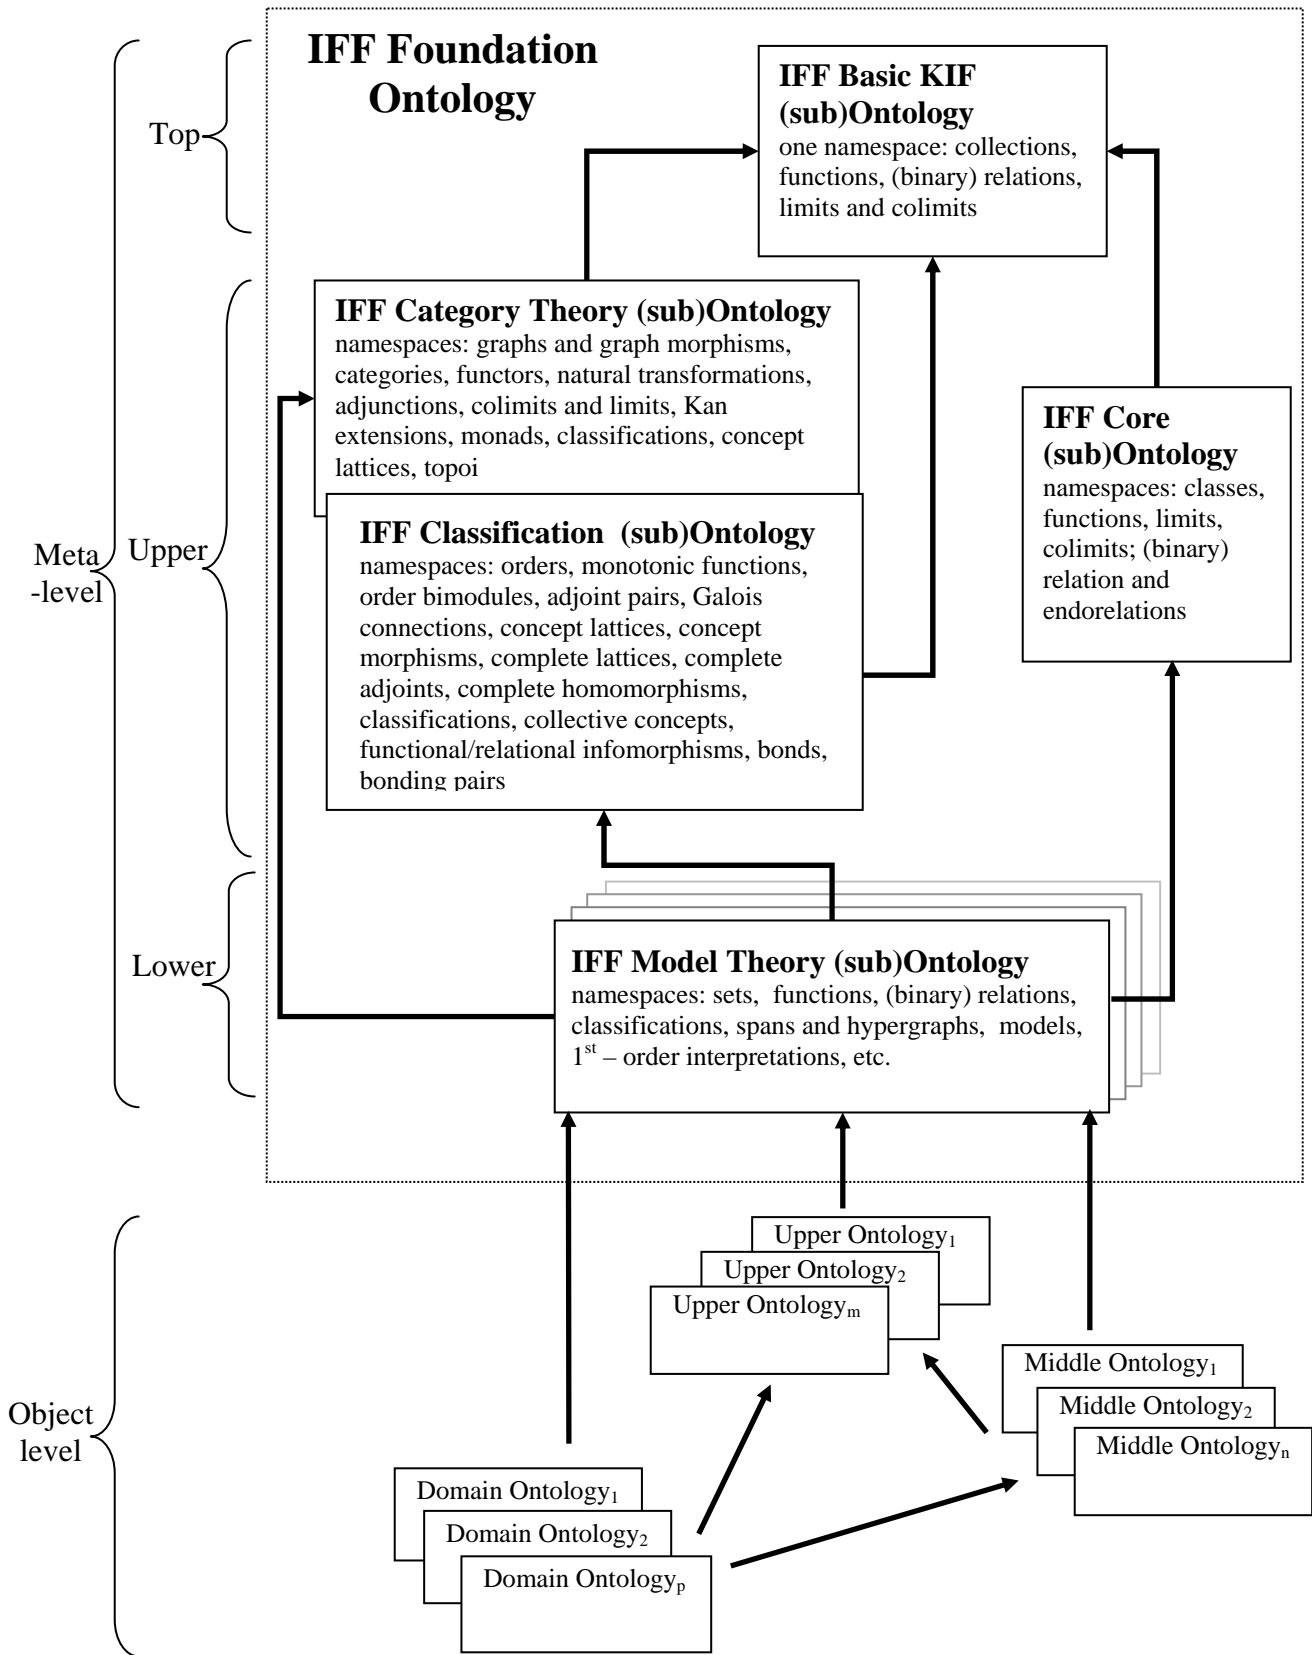 IFF Foundation
Ontology
IFF Basic KIF
(sub)Ontology
one namespace: collections,
functions, (binary) relations,
limits and colimits
Top
IFF Category Theory (sub)Ontology
namespaces: graphs and graph morphisms,
categories, functors, natural transformations,
adjunctions, colimits and limits, Kan
extensions, monads, classifications, concept
lattices, topoi
IFF Core
(sub)Ontology
namespaces: classes,
functions, limits,
colimits; (binary)
relation and
endorelations
IFF Classification (sub)Ontology
namespaces: orders, monotonic functions,
order bimodules, adjoint pairs, Galois
connections, concept lattices, concept
morphisms, complete lattices, complete
adjoints, complete homomorphisms,
classifications, collective concepts,
functional/relational infomorphisms, bonds,
bonding pairs
Meta
-level
Upper
Lower
IFF Model Theory (sub)Ontology
namespaces: sets, functions, (binary) relations,
classifications, spans and hypergraphs, models,
1st – order interpretations, etc.
Upper Ontology1
Upper Ontology2
Upper Ontologym
Middle Ontology1
Middle Ontology2
Middle Ontologyn
Object
level
Domain Ontology1
Domain Ontology2
Domain Ontologyp